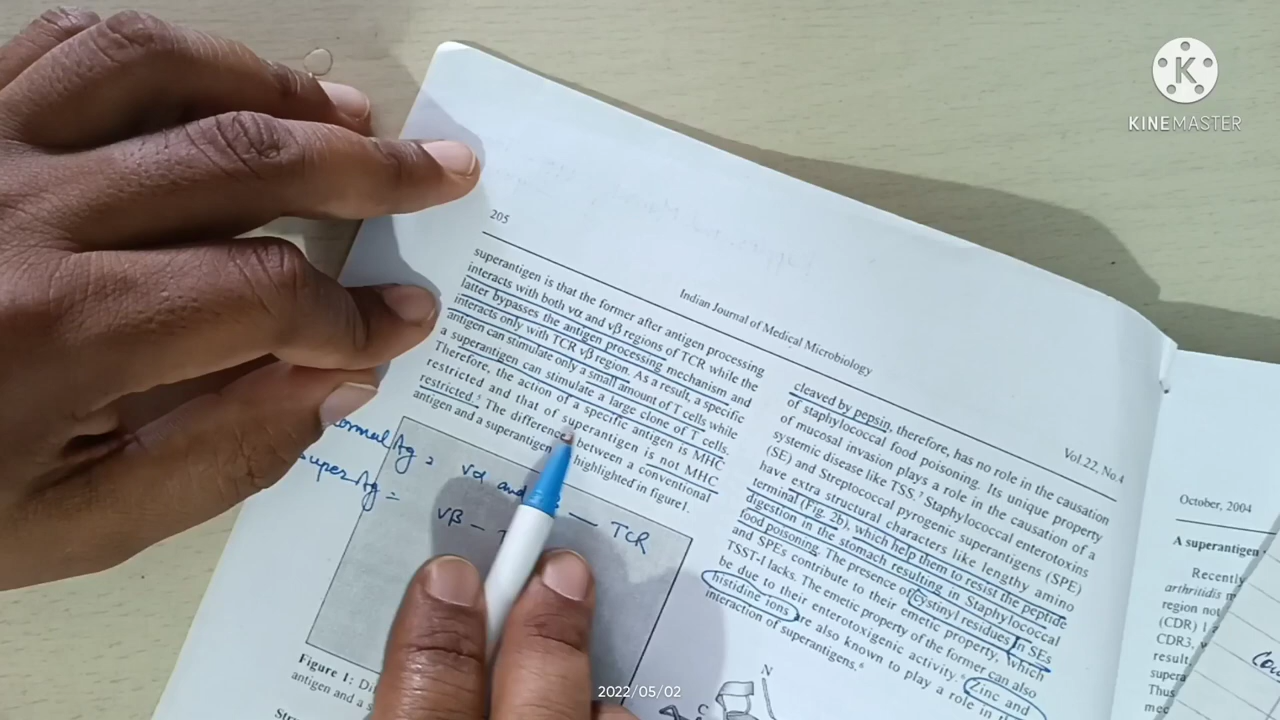 KINEMASTER
205
Indian Journal of Medical Microbiology
Vol.22, No.4
superantigen is that the former after antigen processing
interacts with both vα and vβ regions of TCR while the
latter bypasses the antigen processing mechanism and
interacts only with TCR vβ region. As a result, a specific
antigen can stimulate only a small amount of T cells while
a superantigen can stimulate a large clone of T cells.
Therefore, the action of a specific antigen is MHC
restricted and that of superantigen is not MHC
restricted.5 The difference between a conventional
antigen and a superantigen highlighted in figure1.
Normal Ag = vα and — TCR
Super Ag = vβ —
Figure 1: Di
antigen and a s
cleaved by pepsin, therefore, has no role in the causation
of staphylococcal food poisoning. Its unique property
of mucosal invasion plays a role in the causation of a
systemic disease like TSS.7 Staphylococcal enterotoxins
(SE) and Streptococcal pyrogenic superantigens (SPE)
have extra structural characters like lengthy amino
terminal (Fig. 2b), which help them to resist the peptide
digestion in the stomach resulting in Staphylococcal
food poisoning. The presence of cystinyl residues in SEs
and SPEs contribute to their emetic property, which
TSST-1 lacks. The emetic property of the former can also
be due to their enterotoxigenic activity.6 Zinc and
histidine ions are also known to play a role in the
interaction of superantigens.6
N
C
October, 2004
A superantigen
Recently
arthritidis m
region not
(CDR) 1
CDR3, w
result,
supera
Thus
mec
2022/05/02